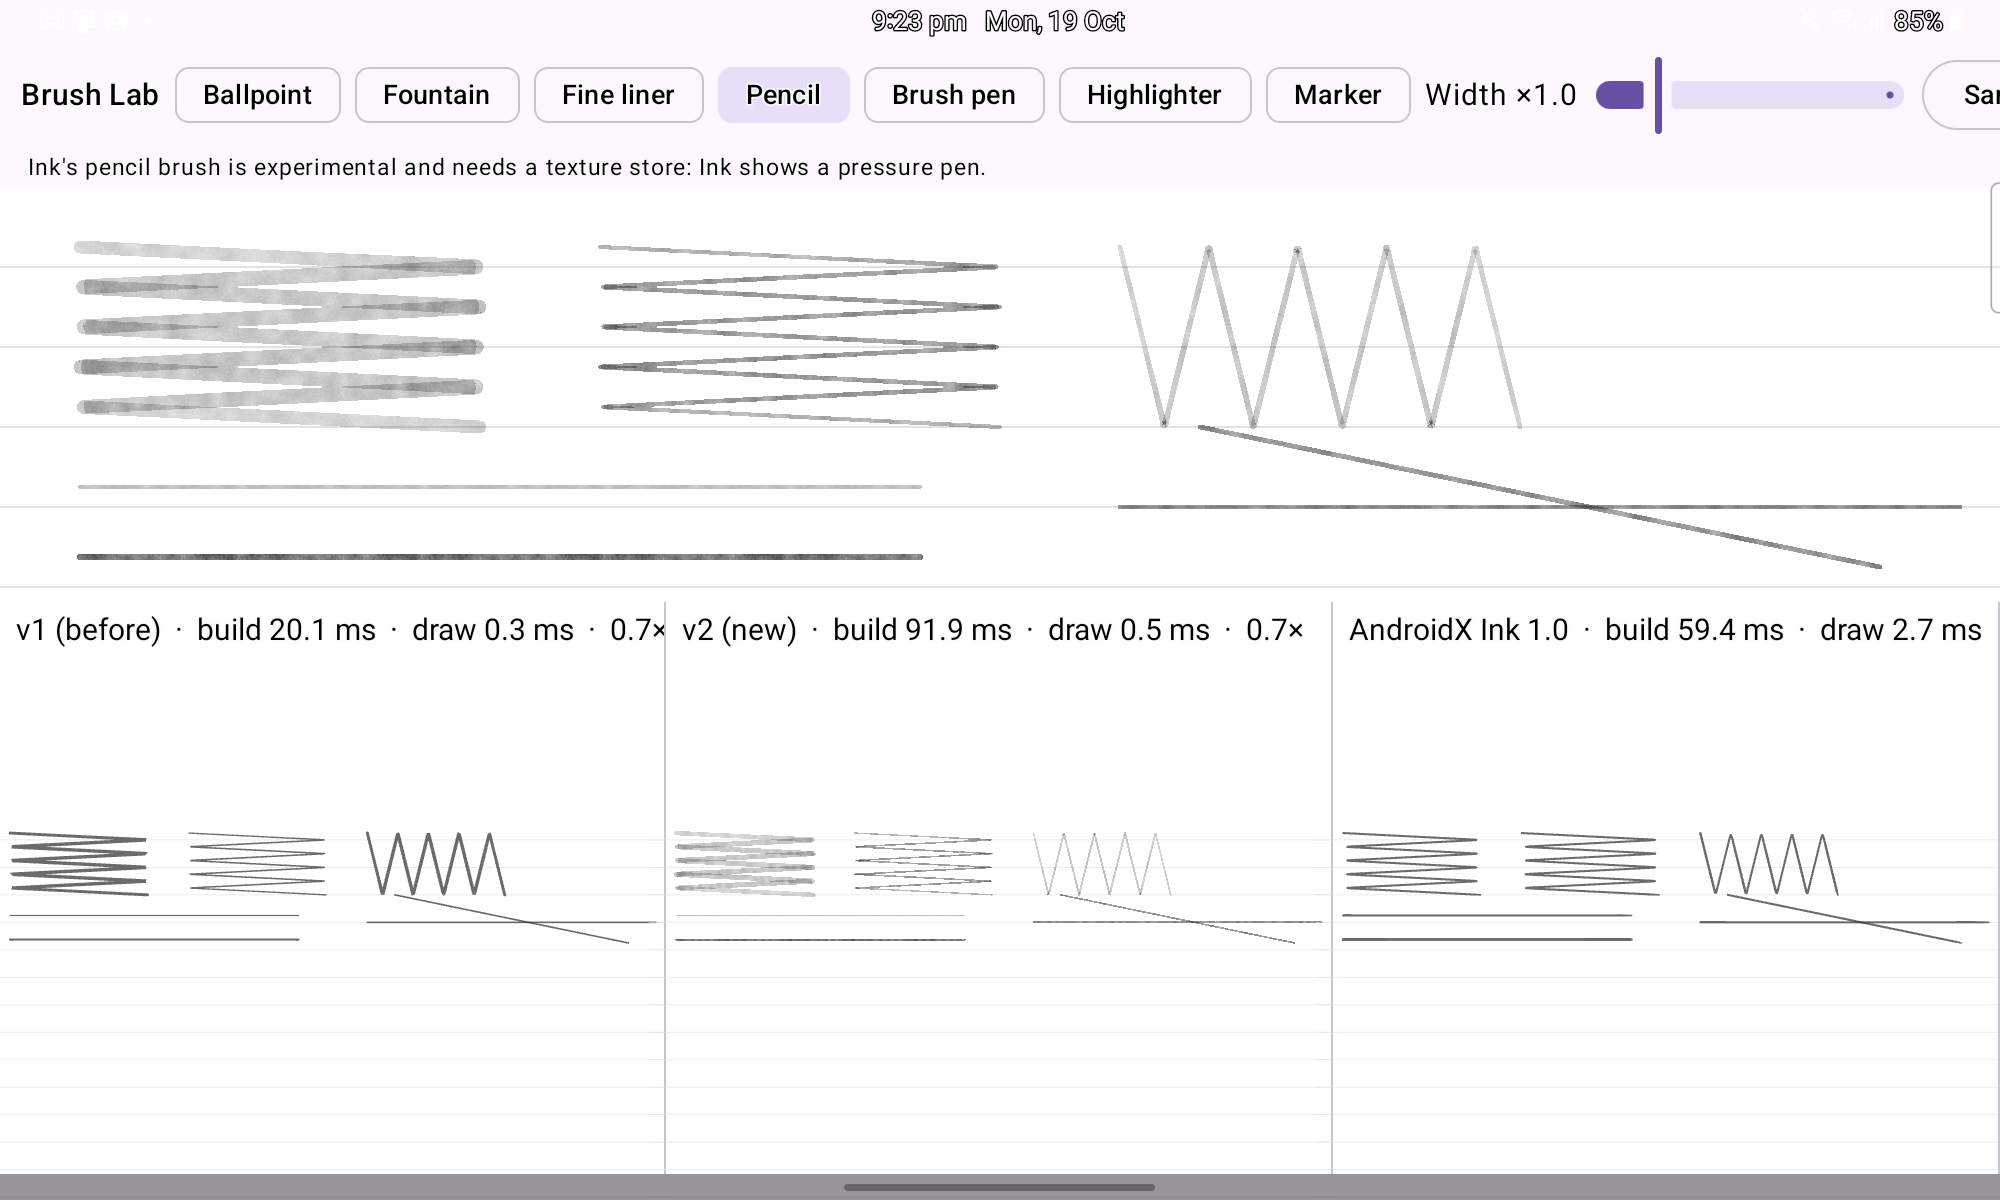 9:23 pm Mon, 19 Oct 85%
Brush Lab Ballpoint Fountain Fine liner Pencil Brush pen Highlighter Marker Width ×1.0
Ink's pencil brush is experimental and needs a texture store: Ink shows a pressure pen.
v1 (before) · build 20.1 ms · draw 0.3 ms · 0.7× v2 (new) · build 91.9 ms · draw 0.5 ms · 0.7× AndroidX Ink 1.0 · build 59.4 ms · draw 2.7 ms